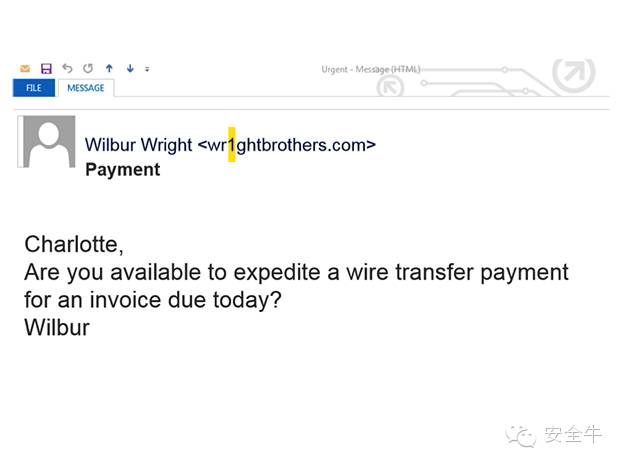 Urgent - Message (HTML)
FILE MESSAGE
Wilbur Wright <wr1ghtbrothers.com>
Payment
Charlotte,
Are you available to expedite a wire transfer payment
for an invoice due today?
Wilbur
安全牛